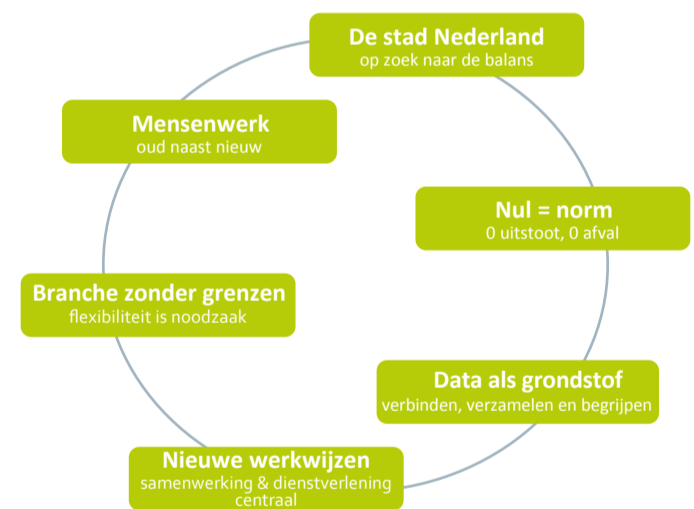 De stad Nederland
op zoek naar de balans
Mensenwerk
oud naast nieuw
Nul = norm
0 uitstoot, 0 afval
Branche zonder grenzen
flexibiliteit is noodzaak
Data als grondstof
verbinden, verzamelen en begrijpen
Nieuwe werkwijzen
samenwerking & dienstverlening
centraal